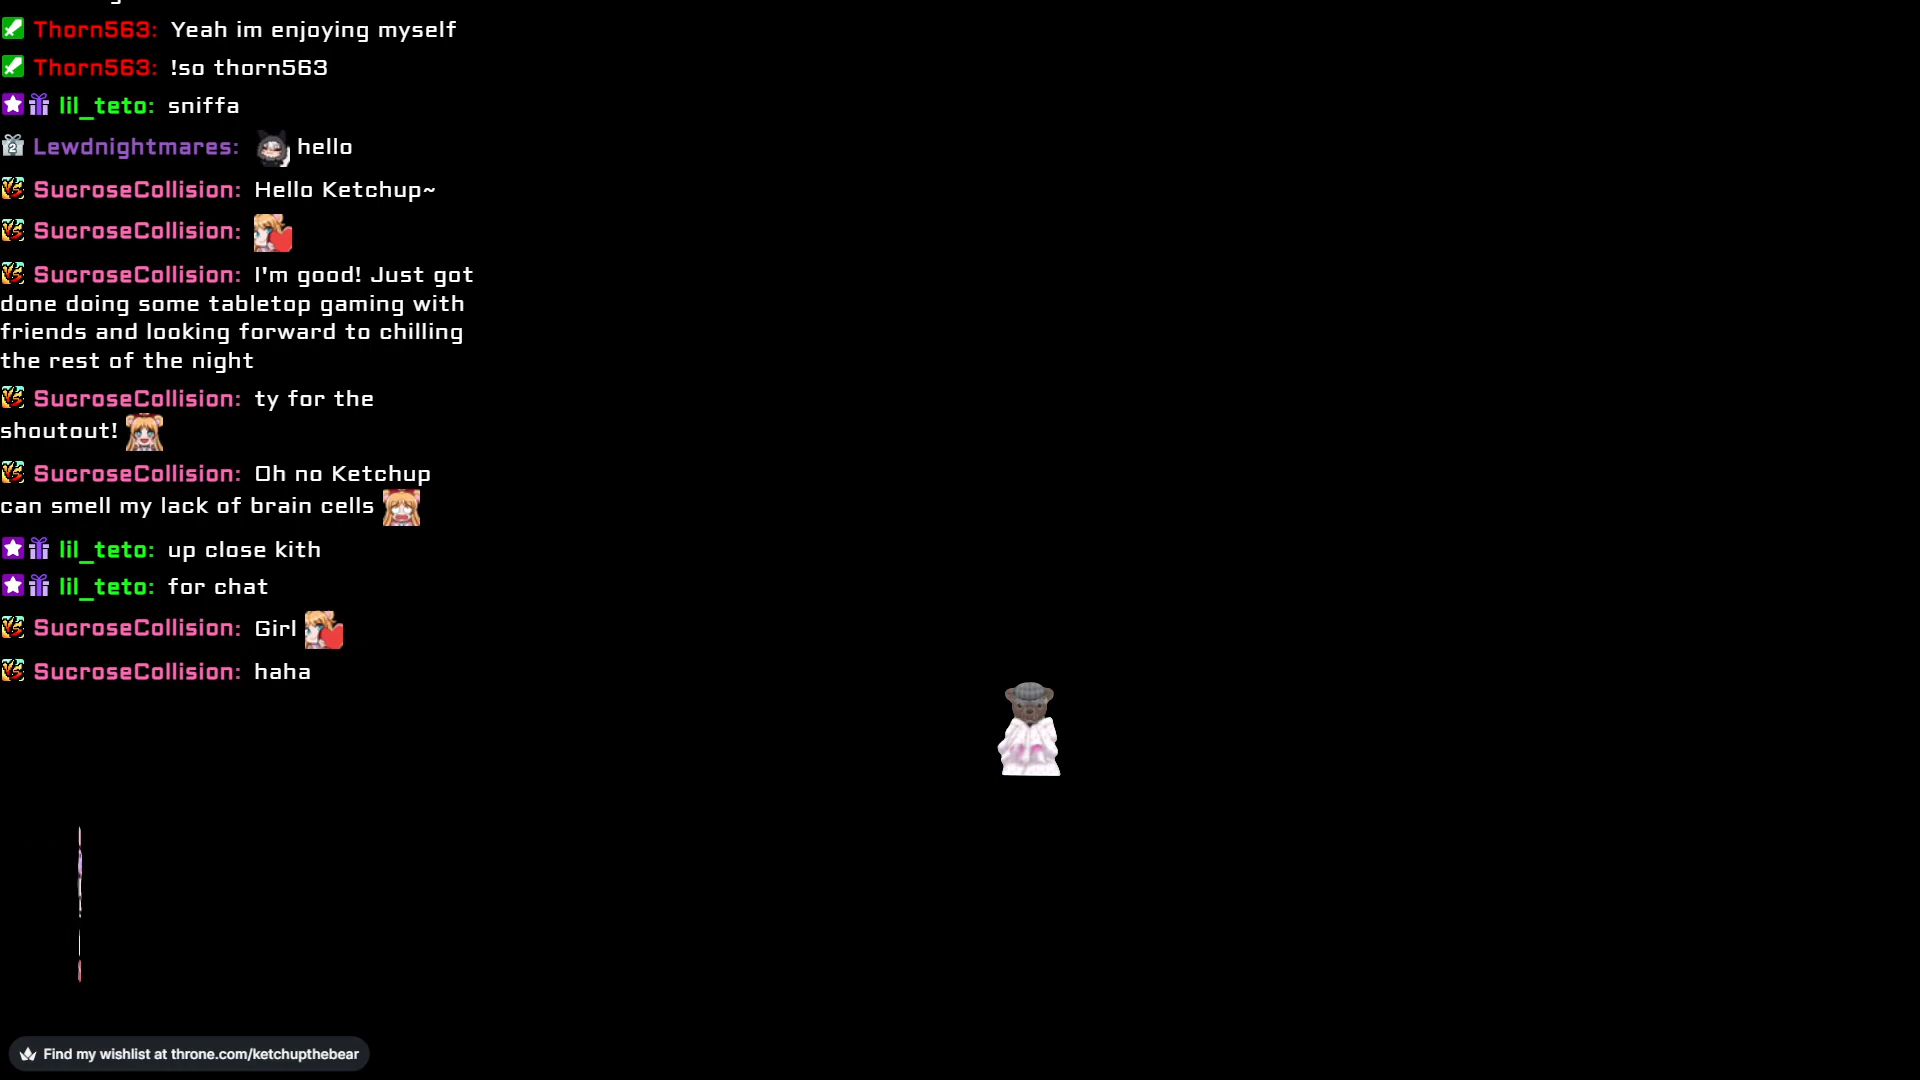 Thorn563: Yeah im enjoying myself
Thorn563: !so thorn563
lil_teto: sniffa
2 Lewdnightmares: hello
SucroseCollision: Hello Ketchup~
SucroseCollision:
SucroseCollision: I'm good! Just got
done doing some tabletop gaming with
friends and looking forward to chilling
the rest of the night
SucroseCollision: ty for the
shoutout!
SucroseCollision: Oh no Ketchup
can smell my lack of brain cells
lil_teto: up close kith
lil_teto: for chat
SucroseCollision: Girl
SucroseCollision: haha
Find my wishlist at throne.com/ketchupthebear